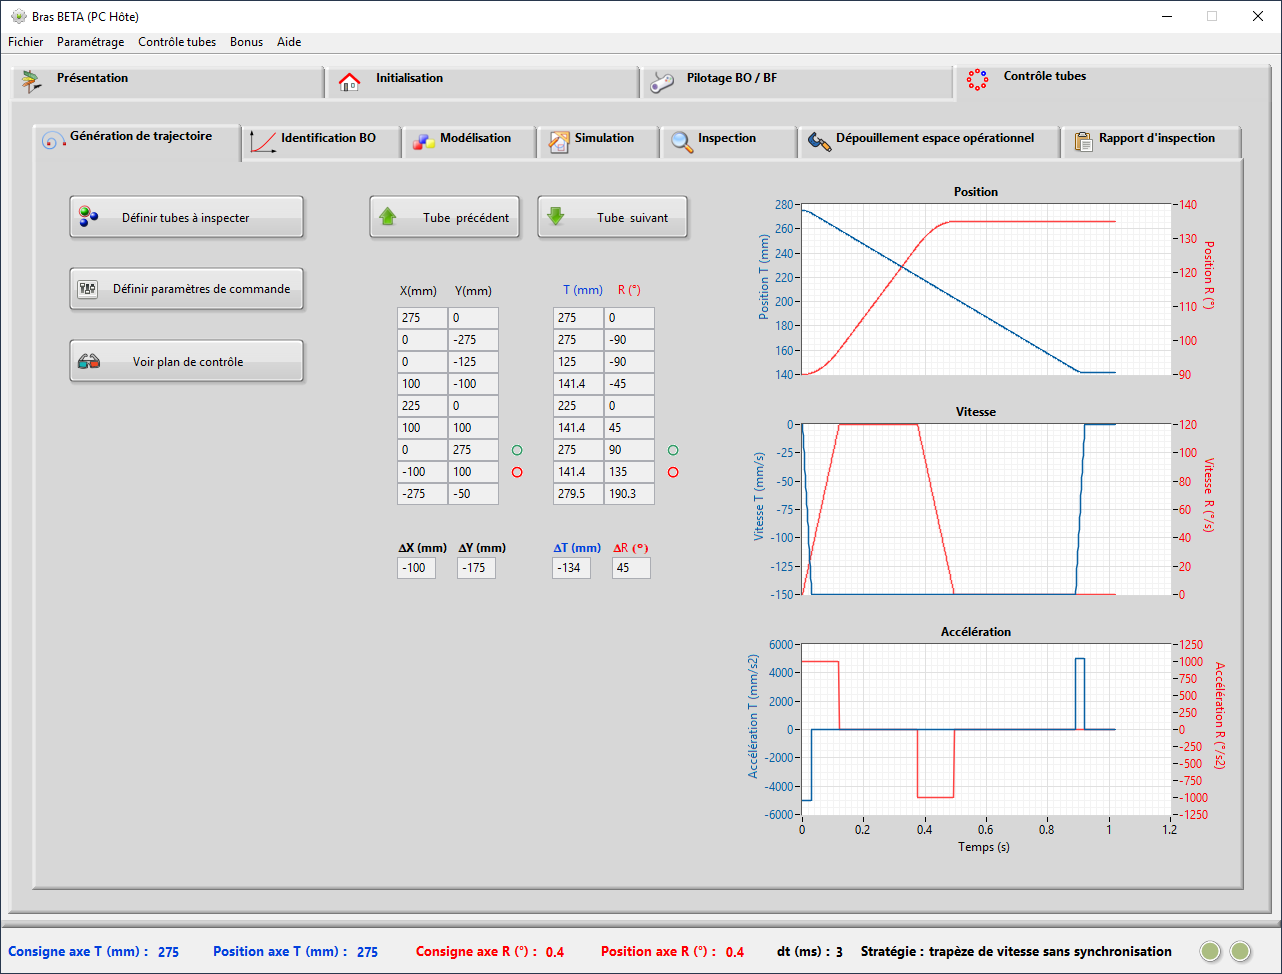 Bras BETA (PC Hôte)
Fichier Paramétrage Contrôle tubes Bonus Aide
Présentation Initialisation Pilotage BO / BF Contrôle tubes
Génération de trajectoire Identification BO Modélisation Simulation Inspection Dépouillement espace opérationnel Rapport d'inspection
Définir tubes à inspecter
Définir paramètres de commande
Voir plan de contrôle
Tube précédent Tube suivant
X(mm) Y(mm) T (mm) R (°)
275 0 275 0
0 -275 275 -90
0 -125 125 -90
100 -100 141.4 -45
225 0 225 0
100 100 141.4 45
0 275 275 90
-100 100 141.4 135
-275 -50 279.5 190.3
ΔX (mm) ΔY (mm) ΔT (mm) ΔR (°)
-100 -175 -134 45
Position
Position T (mm)
280
260
240
220
200
180
160
140
140
130
120
110
100
90
Position R (°)
Vitesse
Vitesse T (mm/s)
0
-25
-50
-75
-100
-125
-150
120
100
80
60
40
20
0
Vitesse R (°/s)
Accélération
Accélération T (mm/s2)
6000
4000
2000
0
-2000
-4000
-6000
1250
1000
750
500
250
0
-250
-500
-750
-1000
-1250
Accélération R (°/s2)
0 0.2 0.4 0.6 0.8 1 1.2
Temps (s)
Consigne axe T (mm) : 275 Position axe T (mm) : 275 Consigne axe R (°) : 0.4 Position axe R (°) : 0.4 dt (ms) : 3 Stratégie : trapèze de vitesse sans synchronisation